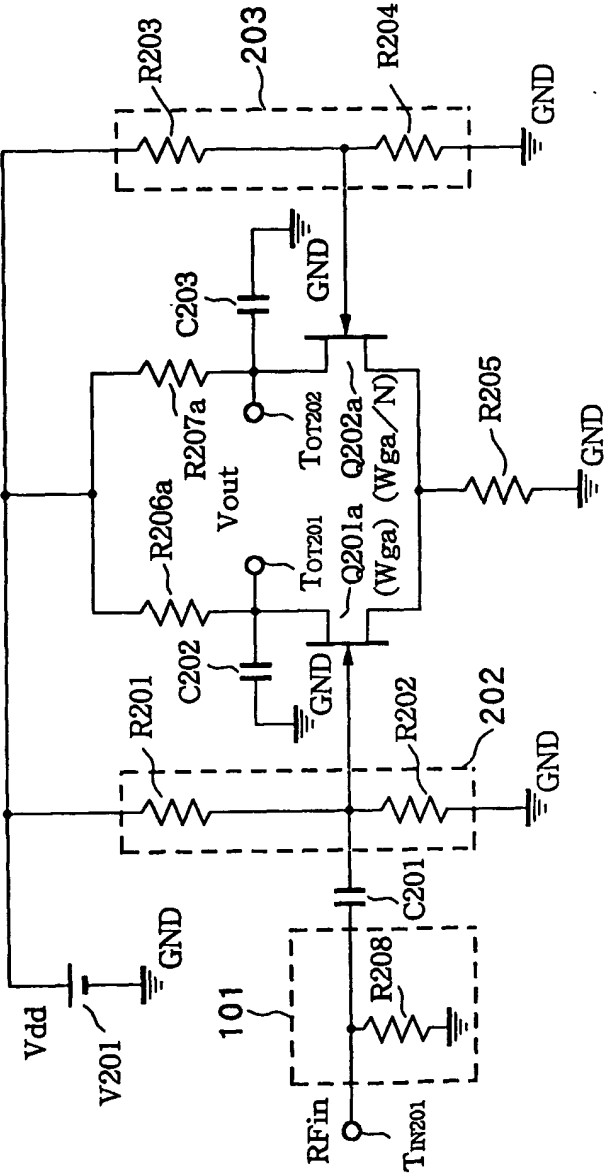 Vdd
V201
GND
RFin
TIN201
101
R208
C201
R201
R202
202
GND
R206a
C202
GND
TOT201
Vout
Q201a
(Wga)
R207a
C203
GND
TOT202
Q202a
(Wga/N)
R205
GND
R203
203
R204
GND